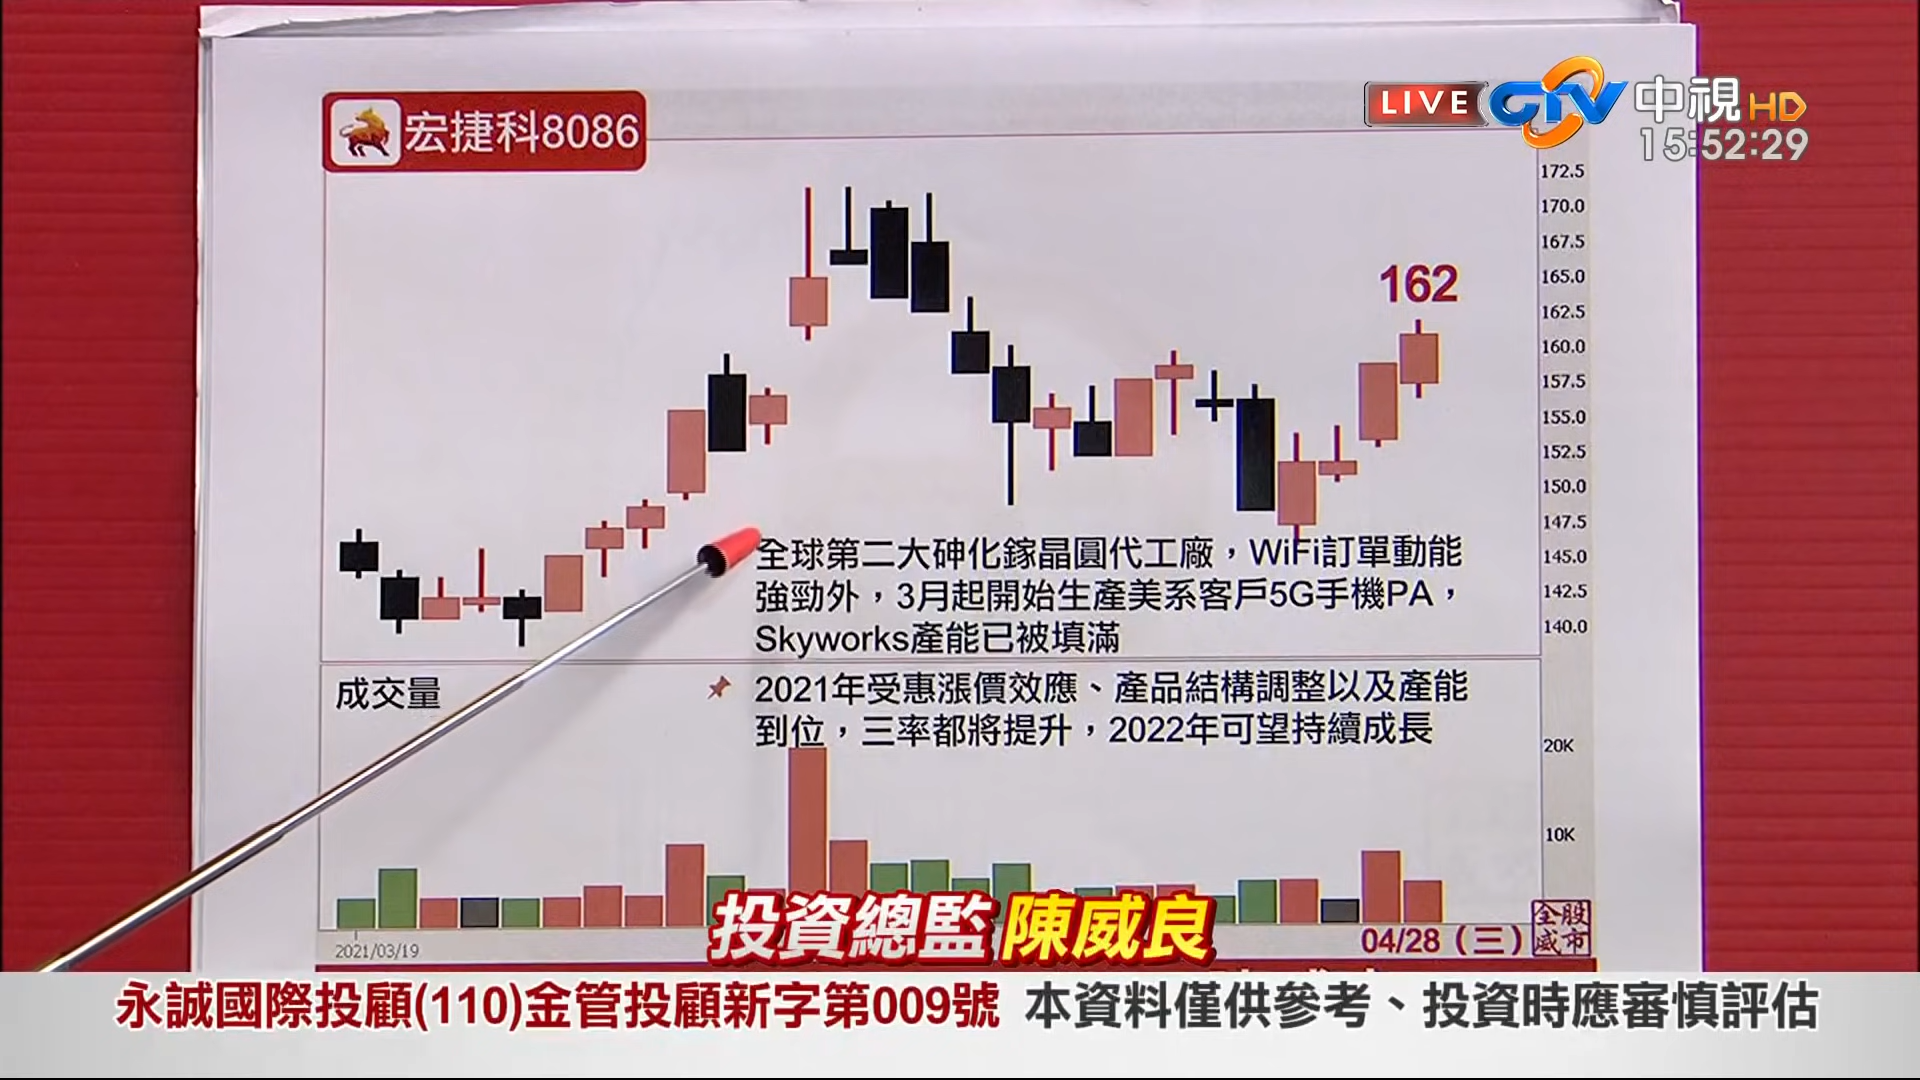 宏捷科8086
LIVE CTV 中視HD
15:52:29
172.5
170.0
167.5
165.0
162
162.5
160.0
157.5
155.0
152.5
150.0
147.5
145.0
142.5
140.0
全球第二大砷化鎵晶圓代工廠，WiFi訂單動能
強勁外，3月起開始生產美系客戶5G手機PA，
Skyworks產能已被填滿
成交量
2021年受惠漲價效應、產品結構調整以及產能
到位，三率都將提升，2022年可望持續成長
20K
10K
投資總監 陳威良
2021/03/19
04/28（三）
全股
威市
永誠國際投顧(110)金管投顧新字第009號 本資料僅供參考、投資時應審慎評估